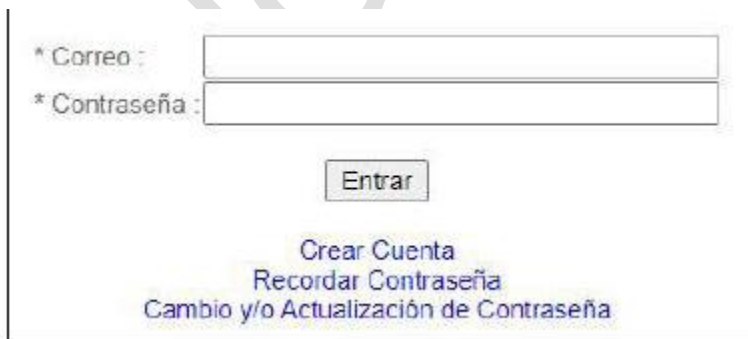 * Correo :
* Contraseña :
Entrar
Crear Cuenta
Recordar Contraseña
Cambio y/o Actualización de Contraseña